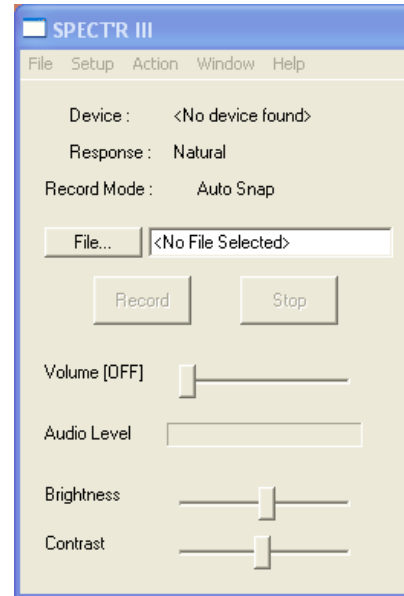 SPECT'R III
File Setup Action Window Help
Device : <No device found>
Response : Natural
Record Mode : Auto Snap
File... <No File Selected>
Record Stop
Volume [OFF]
Audio Level
Brightness
Contrast